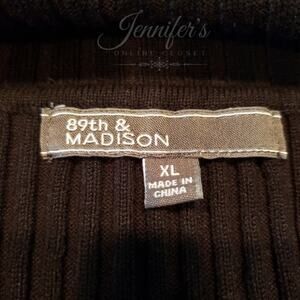 Jennifer's
ONLINE CLOSET
89th &
MADISON
XL
MADE IN
CHINA